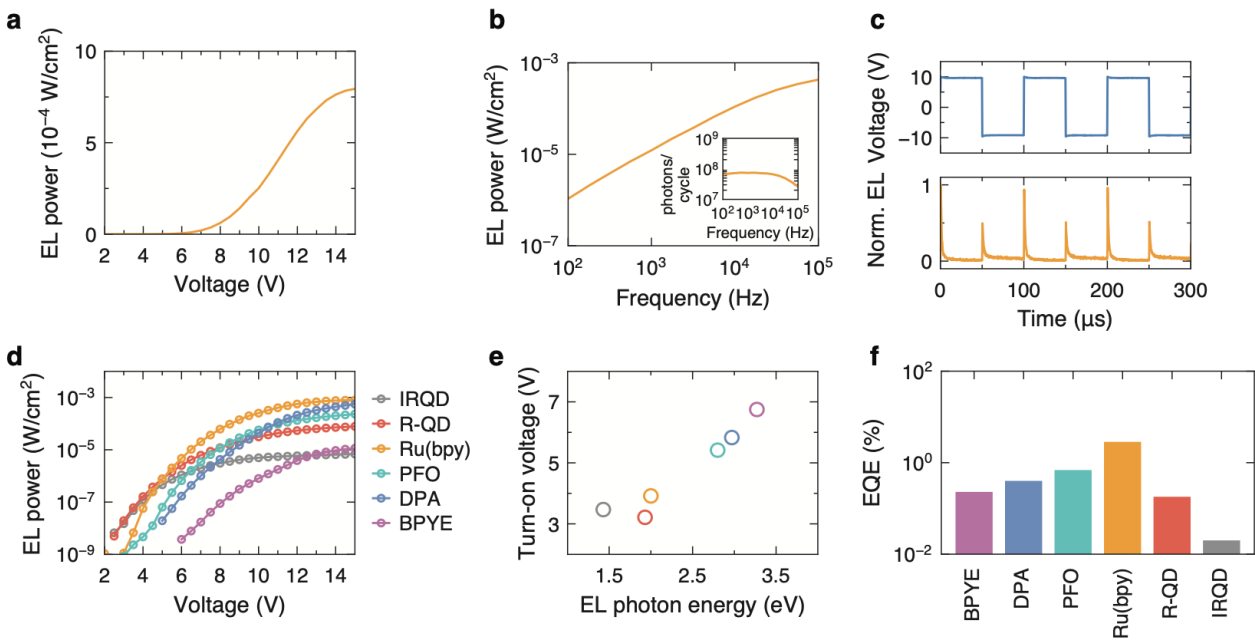 a
EL power (10⁻⁴ W/cm²)
10
5
0
2 4 6 8 10 12 14
Voltage (V)
b
EL power (W/cm²)
10⁻³
10⁻⁵
10⁻⁷
10² 10³ 10⁴ 10⁵
Frequency (Hz)
photons/
cycle
10⁹
10⁸
10⁷
10² 10³ 10⁴ 10⁵
Frequency (Hz)
c
Voltage (V)
10
0
−10
Norm. EL
1
0
0 100 200 300
Time (µs)
d
EL power (W/cm²)
10⁻³
10⁻⁵
10⁻⁷
10⁻⁹
2 4 6 8 10 12 14
Voltage (V)
IRQD
R-QD
Ru(bpy)
PFO
DPA
BPYE
e
Turn-on voltage (V)
7
5
3
1.5 2.5 3.5
EL photon energy (eV)
f
EQE (%)
10²
10⁰
10⁻²
BPYE
DPA
PFO
Ru(bpy)
R-QD
IRQD